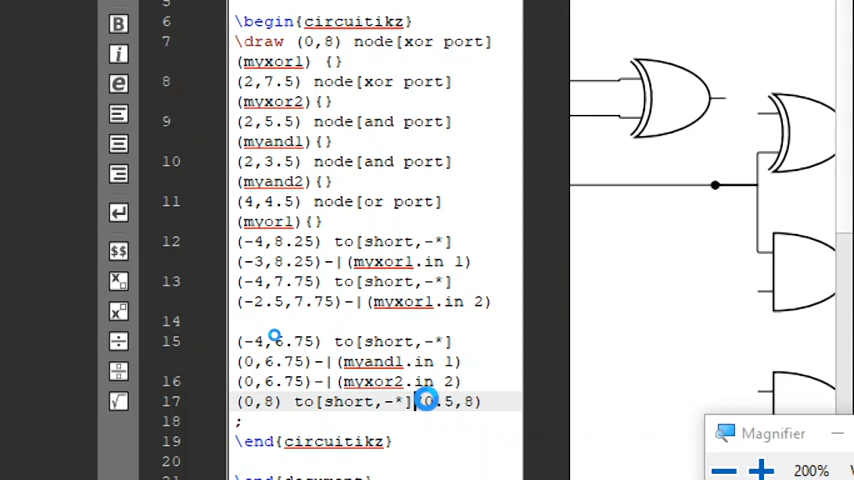 6 \begin{circuitikz}
7 \draw (0,8) node[xor port]
(myxor1) {}
8 (2,7.5) node[xor port]
(myxor2){}
9 (2,5.5) node[and port]
(myand1){}
10 (2,3.5) node[and port]
(myand2){}
11 (4,4.5) node[or port]
(myor1){}
12 (-4,8.25) to[short,-*]
(-3,8.25)-|(myxor1.in 1)
13 (-4,7.75) to[short,-*]
(-2.5,7.75)-|(myxor1.in 2)
14
15 (-4,6.75) to[short,-*]
(0,6.75)-|(myand1.in 1)
16 (0,6.75)-|(myxor2.in 2)
17 (0,8) to[short,-*](0.5,8)
18 ;
19 \end{circuitikz}
20
\end{document}
B
i
e
$$
Magnifier
200%